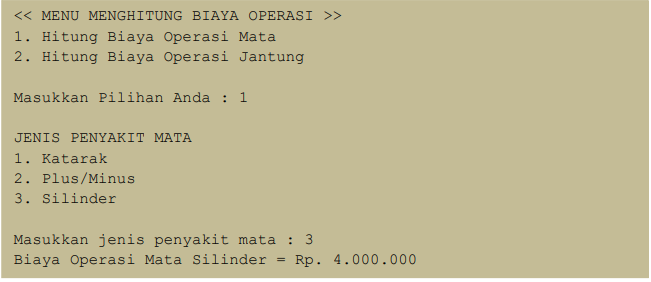 << MENU MENGHITUNG BIAYA OPERASI >>
1. Hitung Biaya Operasi Mata
2. Hitung Biaya Operasi Jantung
Masukkan Pilihan Anda : 1
JENIS PENYAKIT MATA
1. Katarak
2. Plus/Minus
3. Silinder
Masukkan jenis penyakit mata : 3
Biaya Operasi Mata Silinder = Rp. 4.000.000